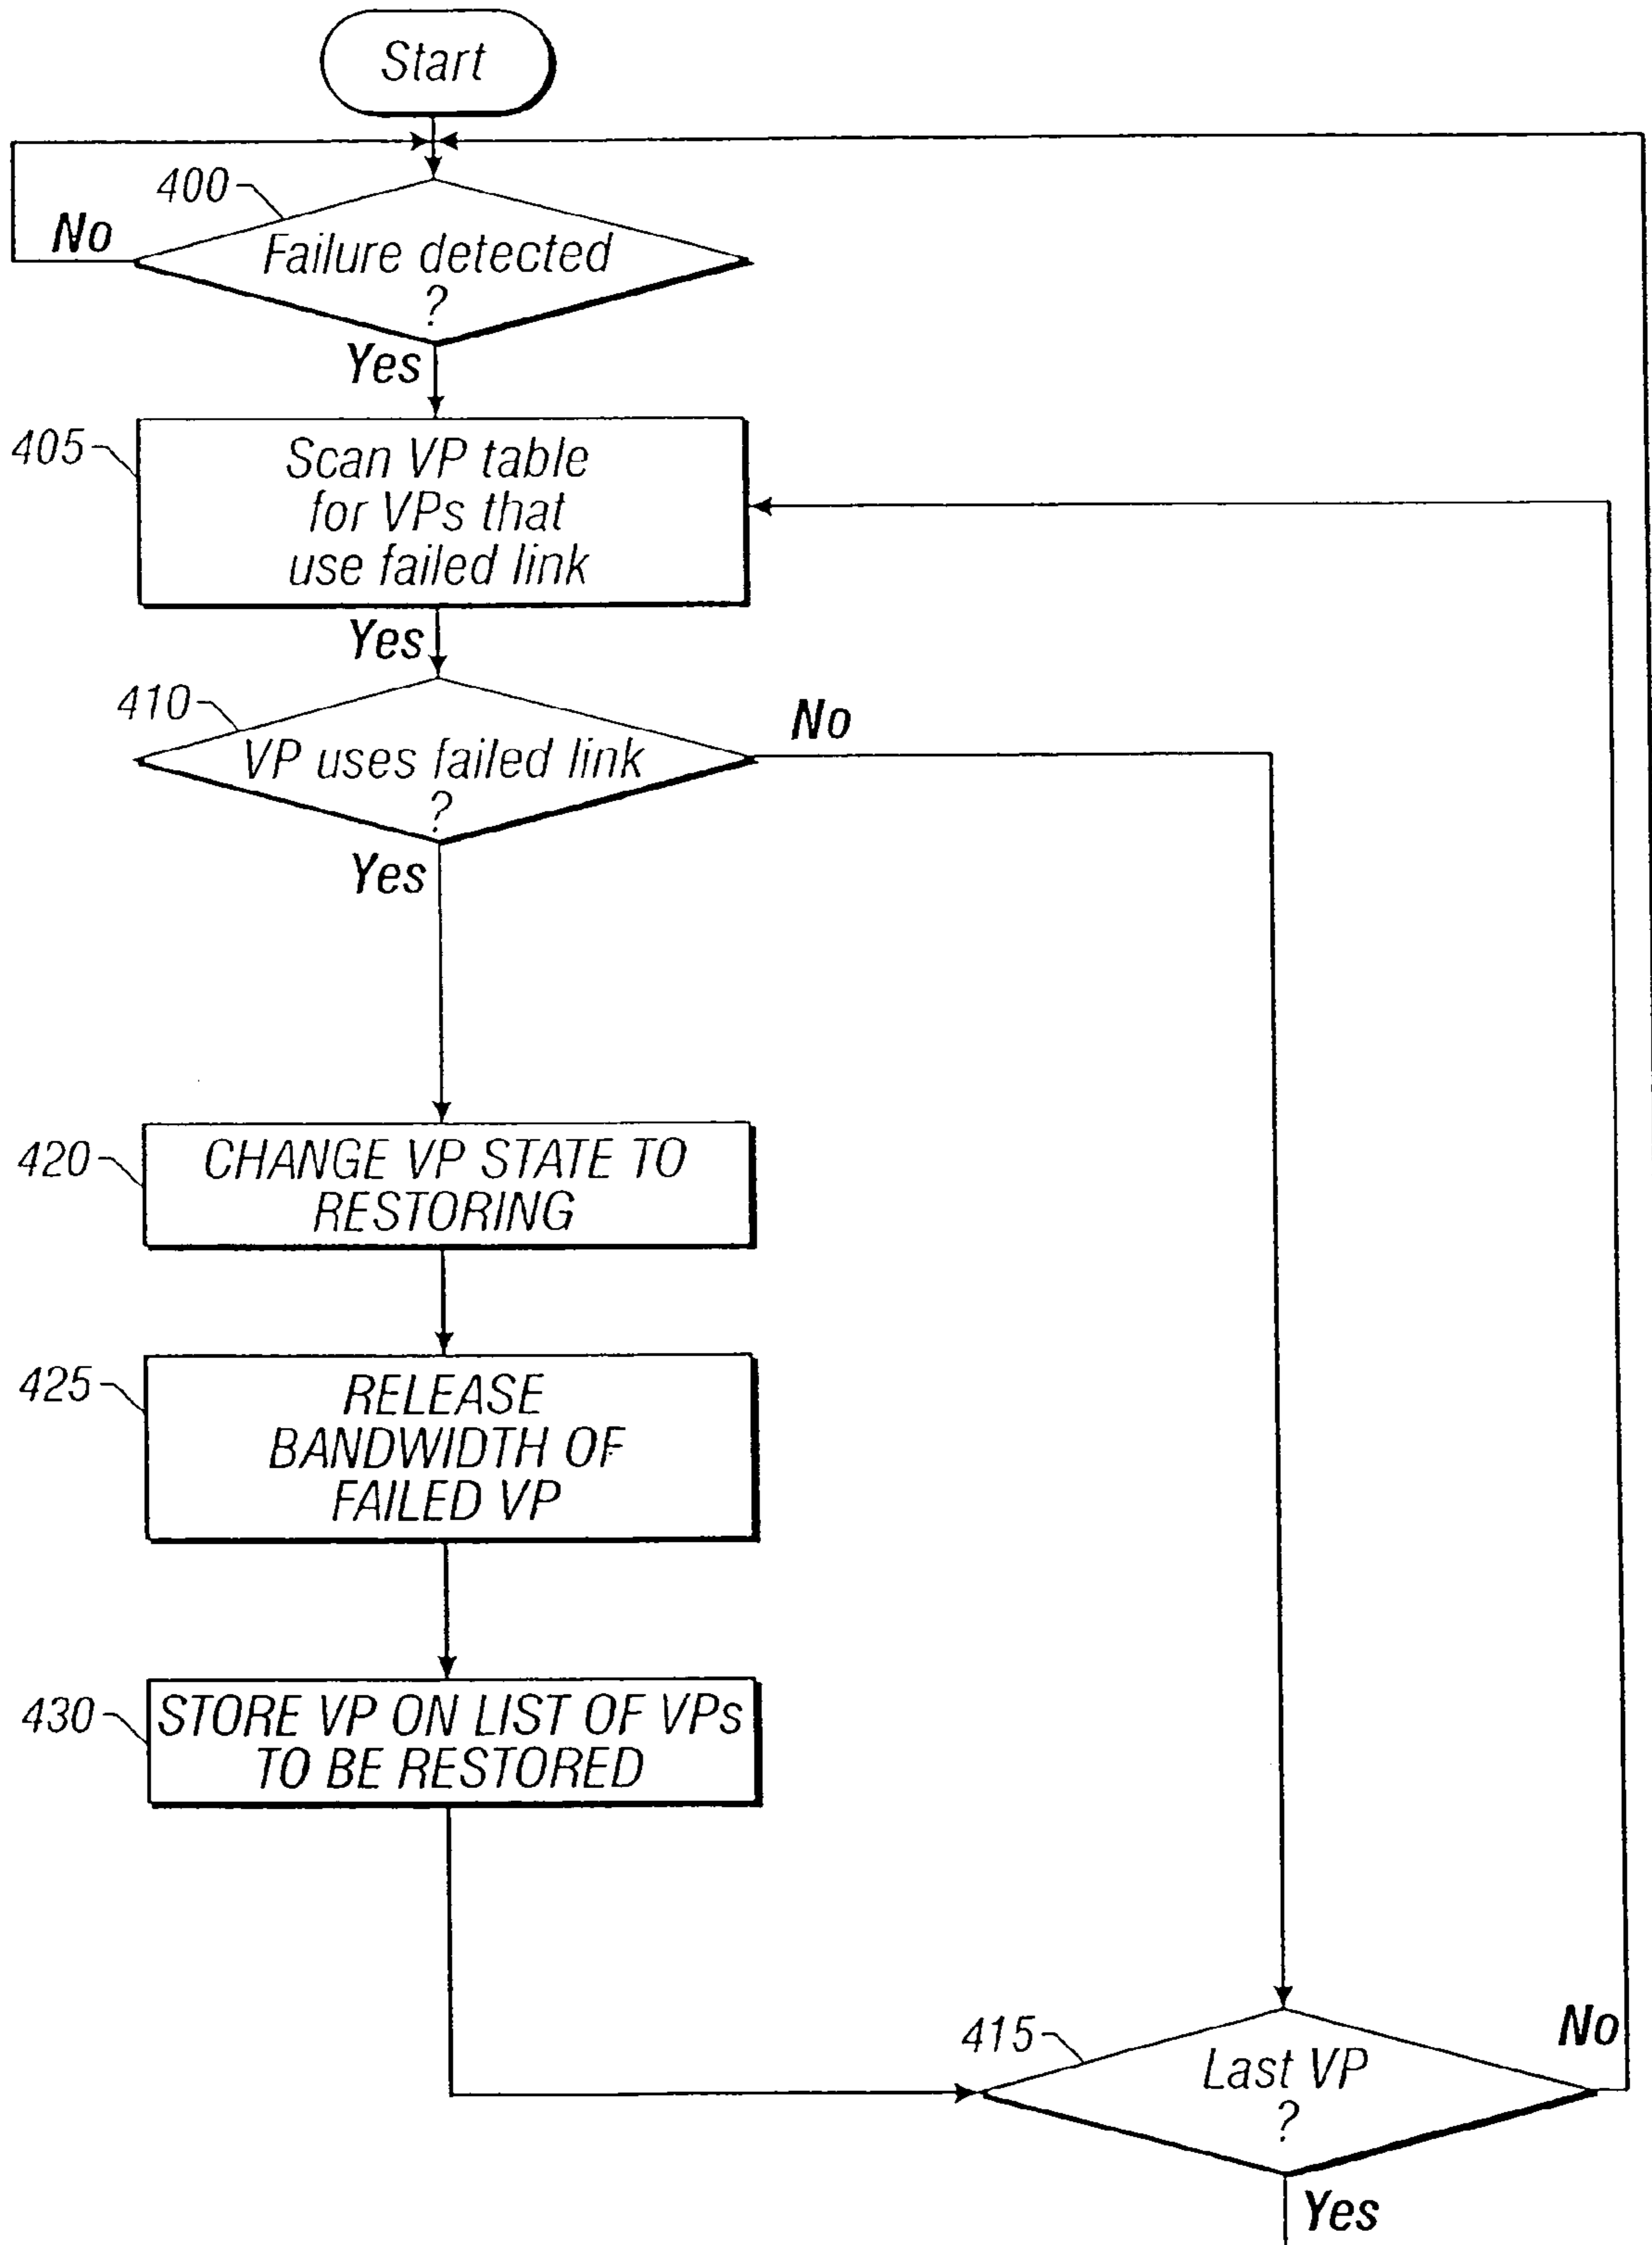 Start
400
No
Failure detected
?
Yes
405
Scan VP table
for VPs that
use failed link
Yes
410
No
VP uses failed link
?
Yes
420
CHANGE VP STATE TO
RESTORING
425
RELEASE
BANDWIDTH OF
FAILED VP
430
STORE VP ON LIST OF VPs
TO BE RESTORED
415
No
Last VP
?
Yes